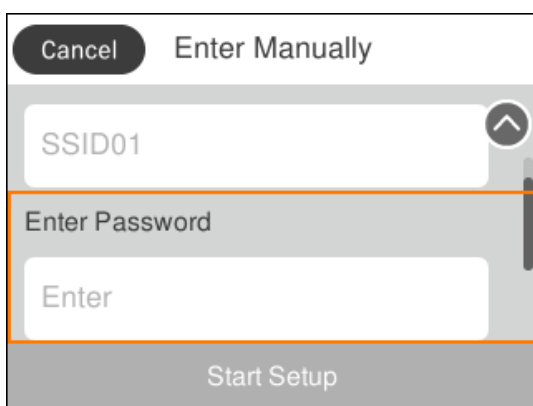 Cancel Enter Manually
SSID01
Enter Password
Enter
Start Setup